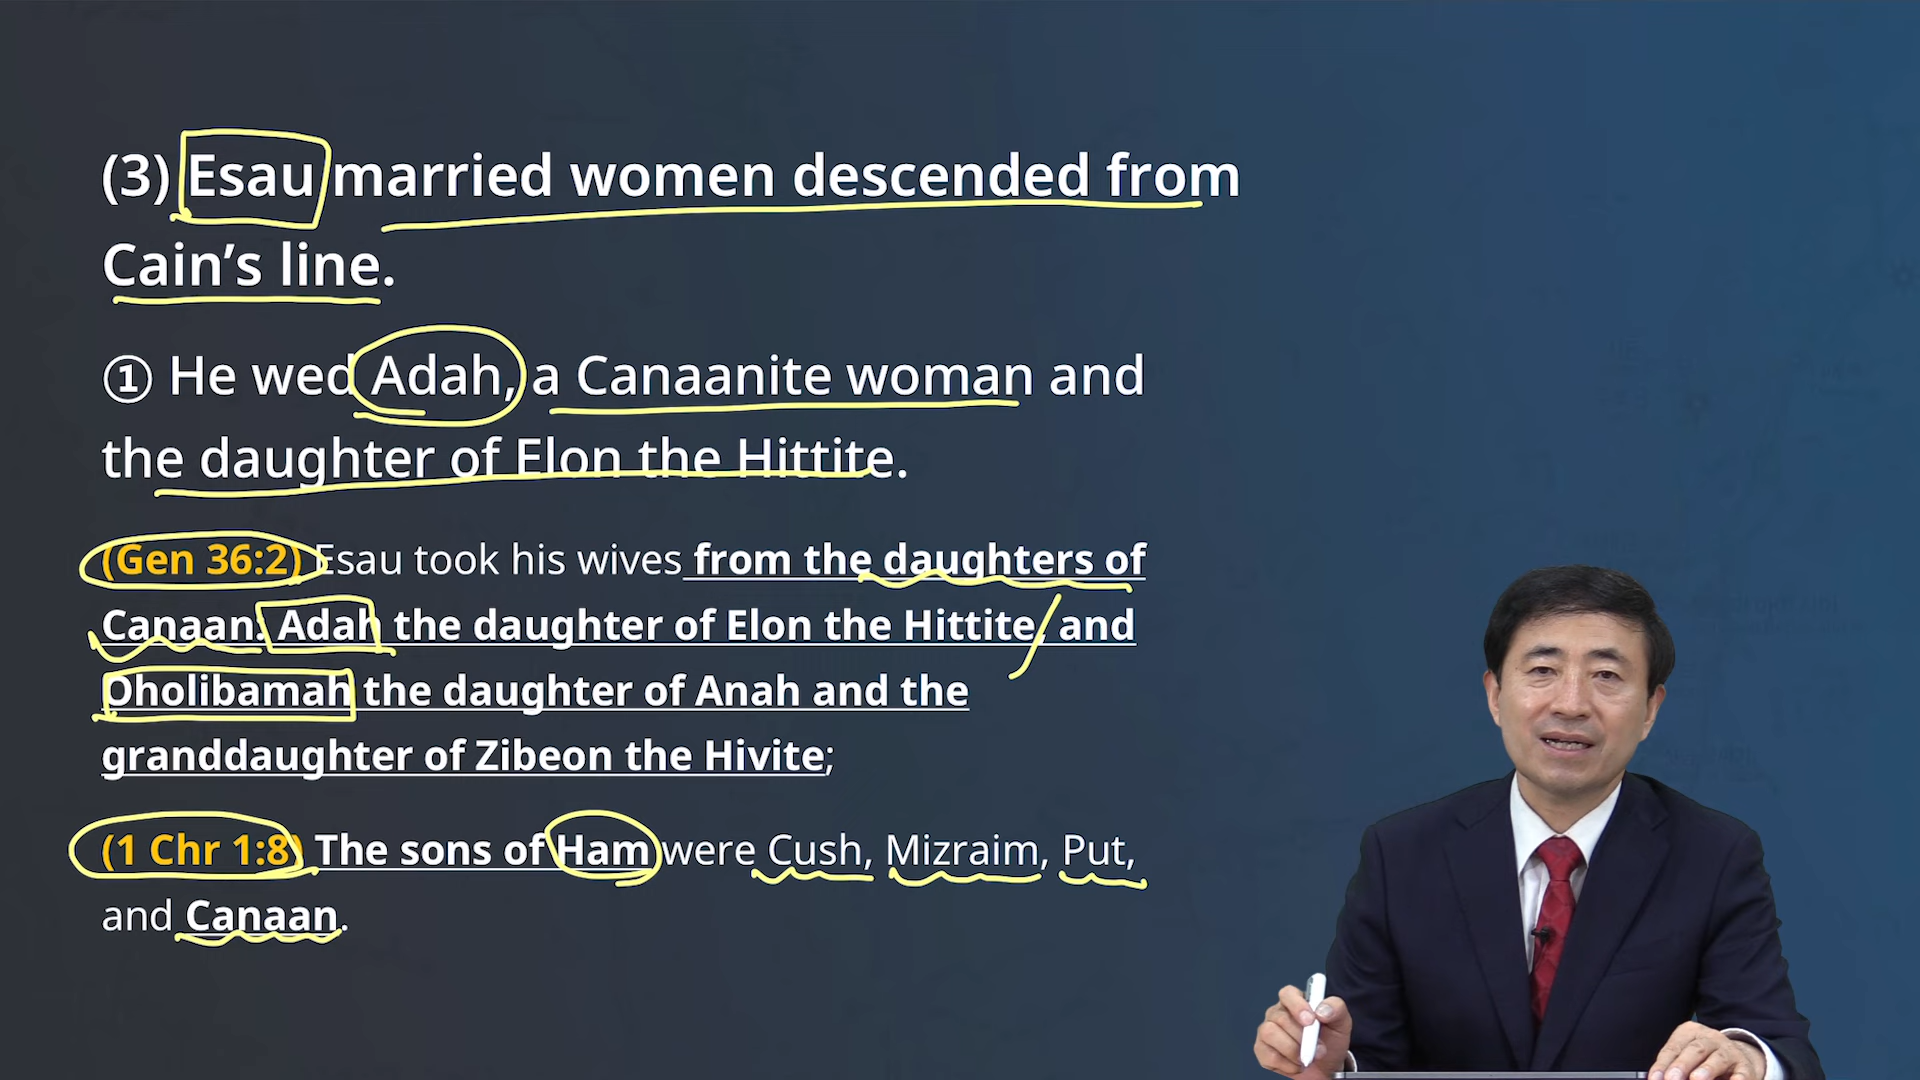 (3) Esau married women descended from
Cain’s line.
① He wed Adah, a Canaanite woman and
the daughter of Elon the Hittite.
(Gen 36:2) Esau took his wives from the daughters of
Canaan: Adah the daughter of Elon the Hittite, and
Oholibamah the daughter of Anah and the
granddaughter of Zibeon the Hivite;
(1 Chr 1:8) The sons of Ham were Cush, Mizraim, Put,
and Canaan.